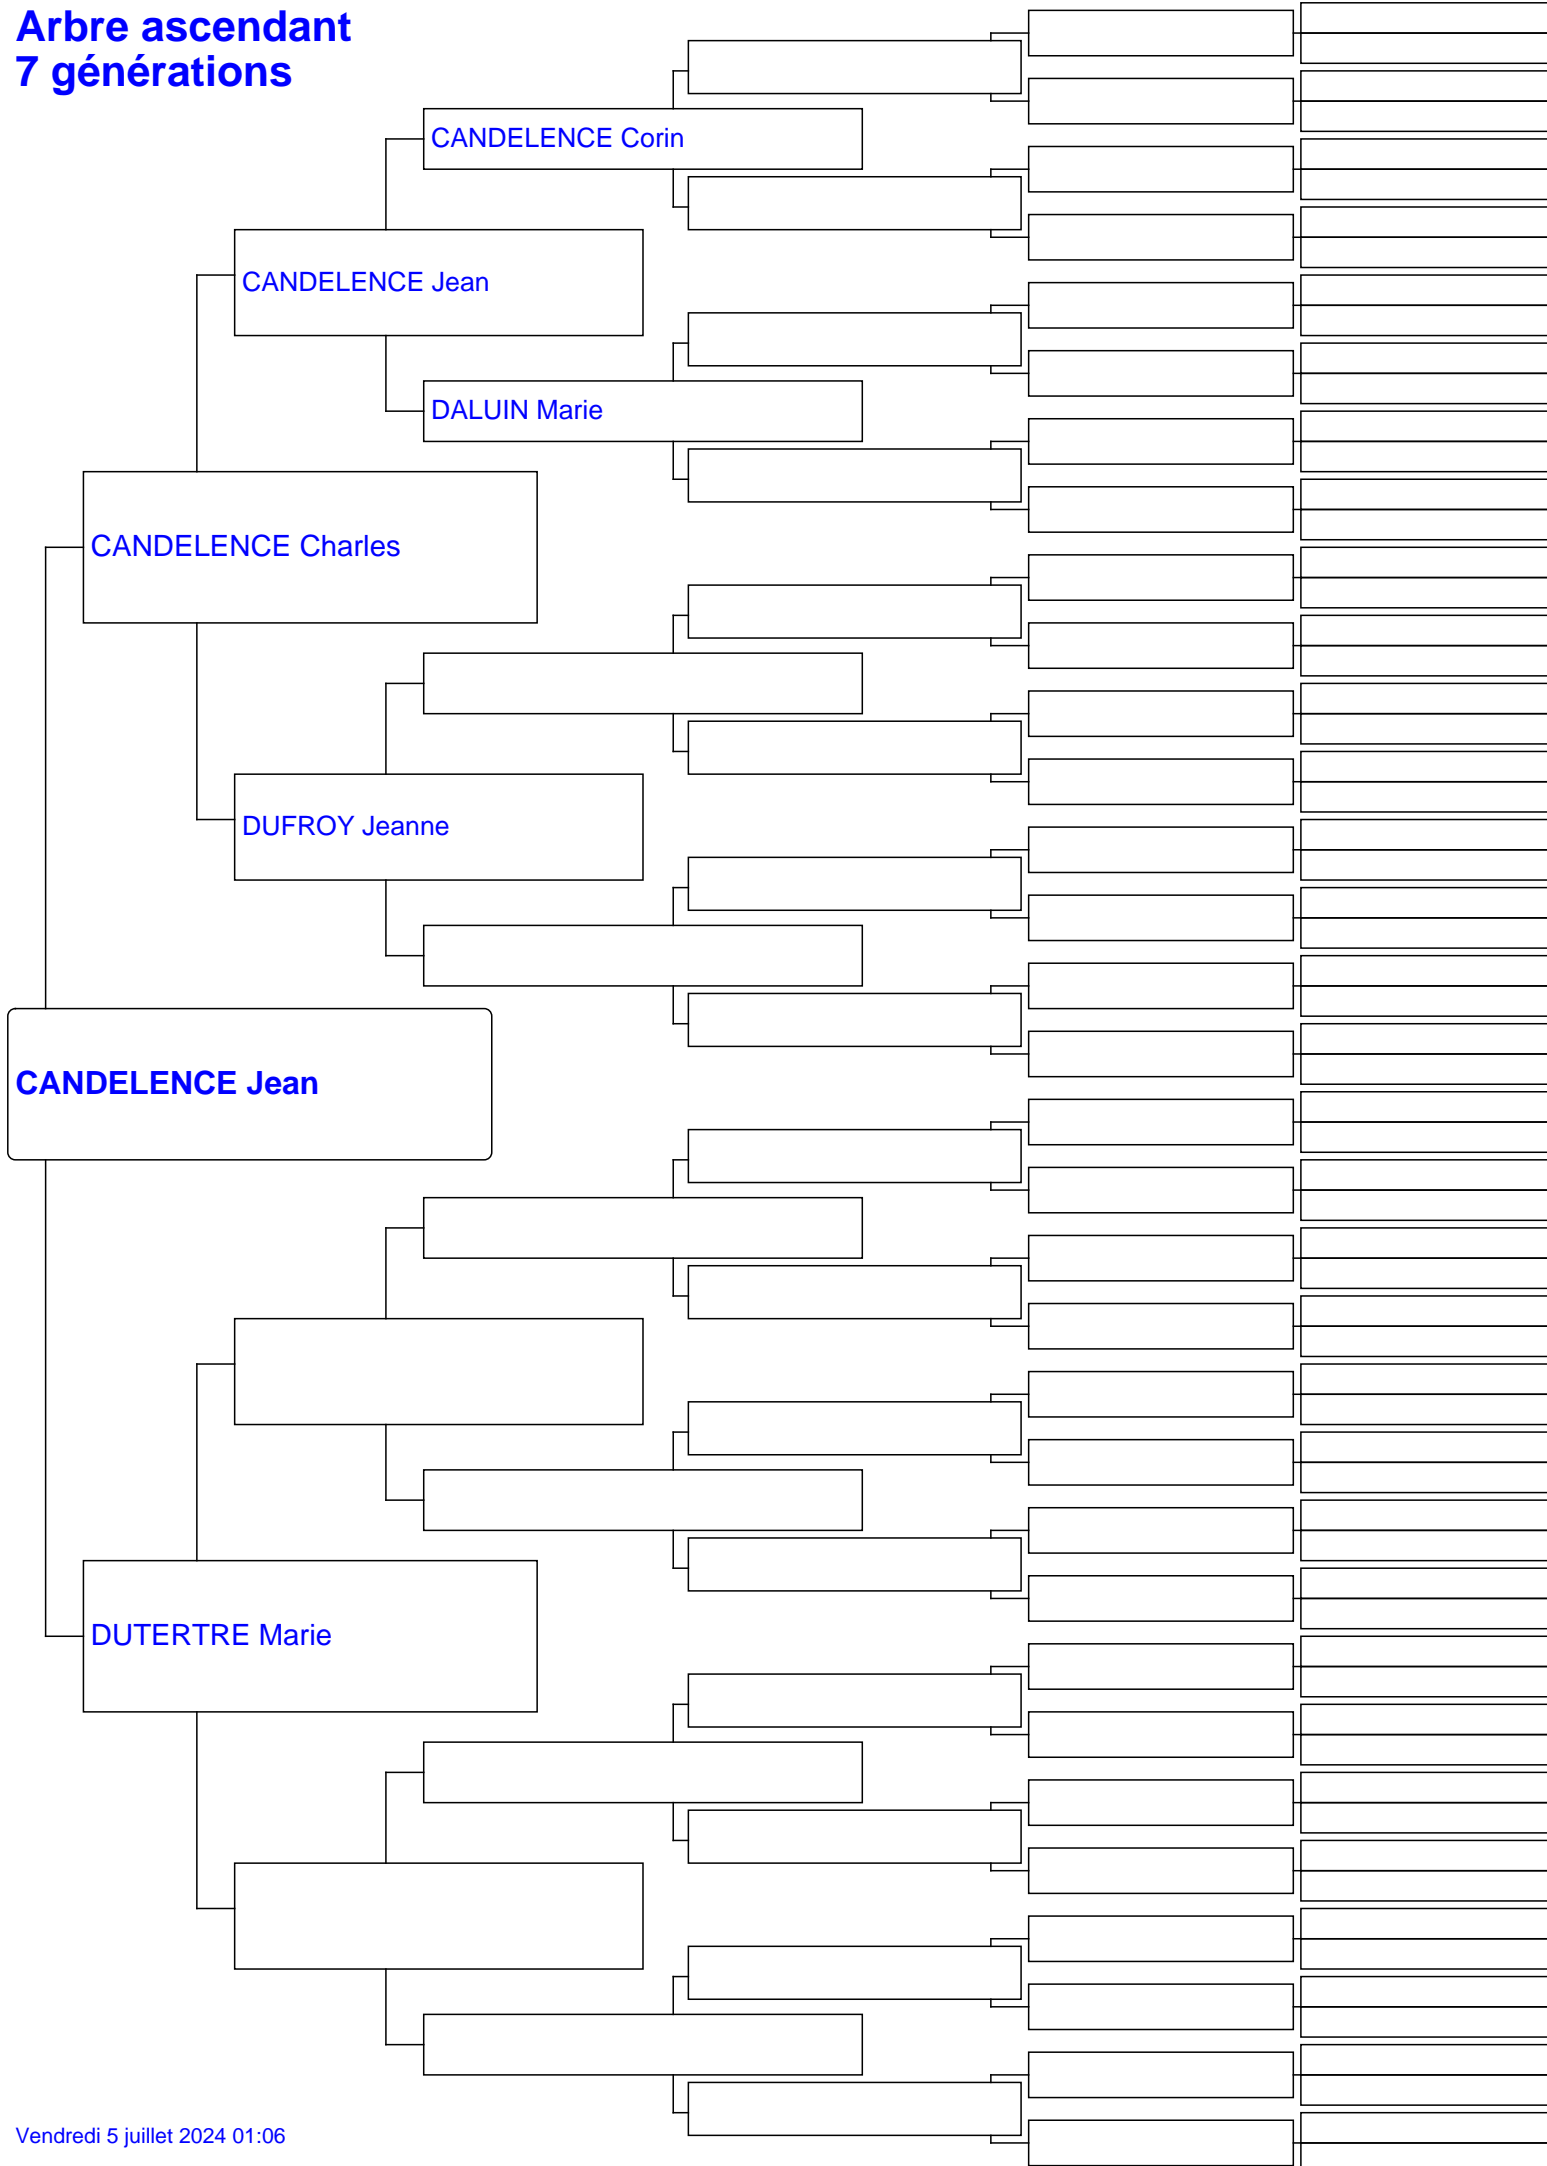 Arbre ascendant
7 générations
CANDELENCE Corin
CANDELENCE Jean
DALUIN Marie
CANDELENCE Charles
DUFROY Jeanne
CANDELENCE Jean
DUTERTRE Marie
Vendredi 5 juillet 2024 01:06